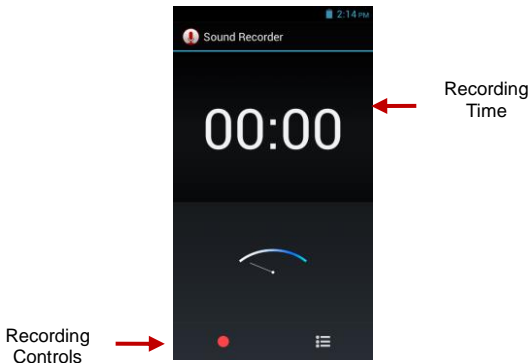 2:14 PM
Sound Recorder
Recording
Time
00:00
Recording
Controls